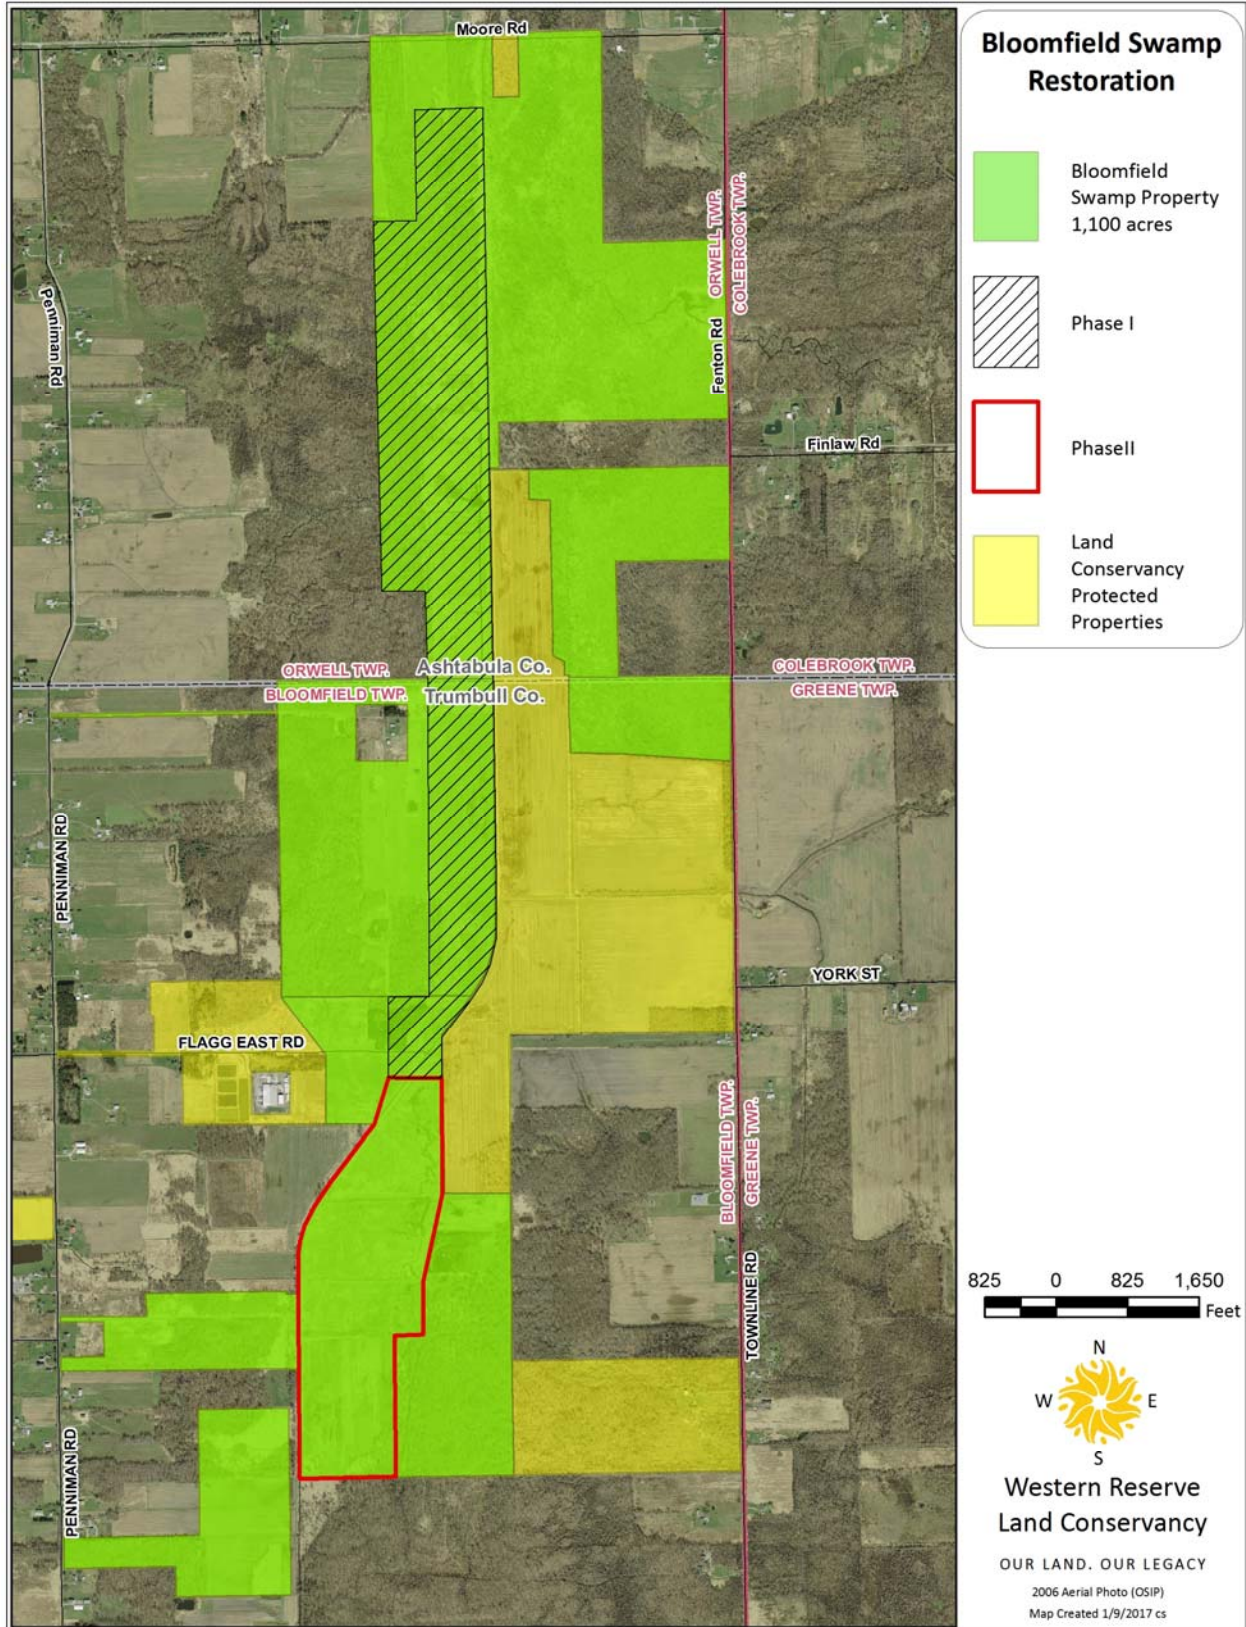 Moore Rd
Penniman Rd
ORWELL TWP.
COLEBROOK TWP.
Fenton Rd
Finlaw Rd
ORWELL TWP.
Ashtabula Co.
COLEBROOK TWP.
BLOOMFIELD TWP.
Trumbull Co.
GREENE TWP.
PENNIMAN RD
YORK ST
FLAGG EAST RD
BLOOMFIELD TWP.
GREENE TWP.
TOWNLINE RD
PENNIMAN RD
Bloomfield Swamp
Restoration
Bloomfield
Swamp Property
1,100 acres
Phase I
PhaseII
Land
Conservancy
Protected
Properties
825 0 825 1,650
Feet
N
W E
S
Western Reserve
Land Conservancy
OUR LAND. OUR LEGACY
2006 Aerial Photo (OSIP)
Map Created 1/9/2017 cs